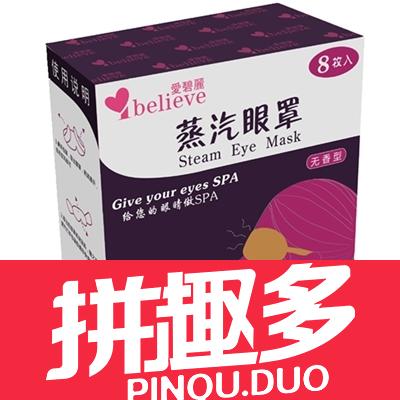 愛碧麗
believe
8枚入
蒸汽眼罩
Steam Eye Mask
无香型
Give your eyes SPA
给您的眼睛做SPA
使用说明
拼趣多
PINQU.DUO